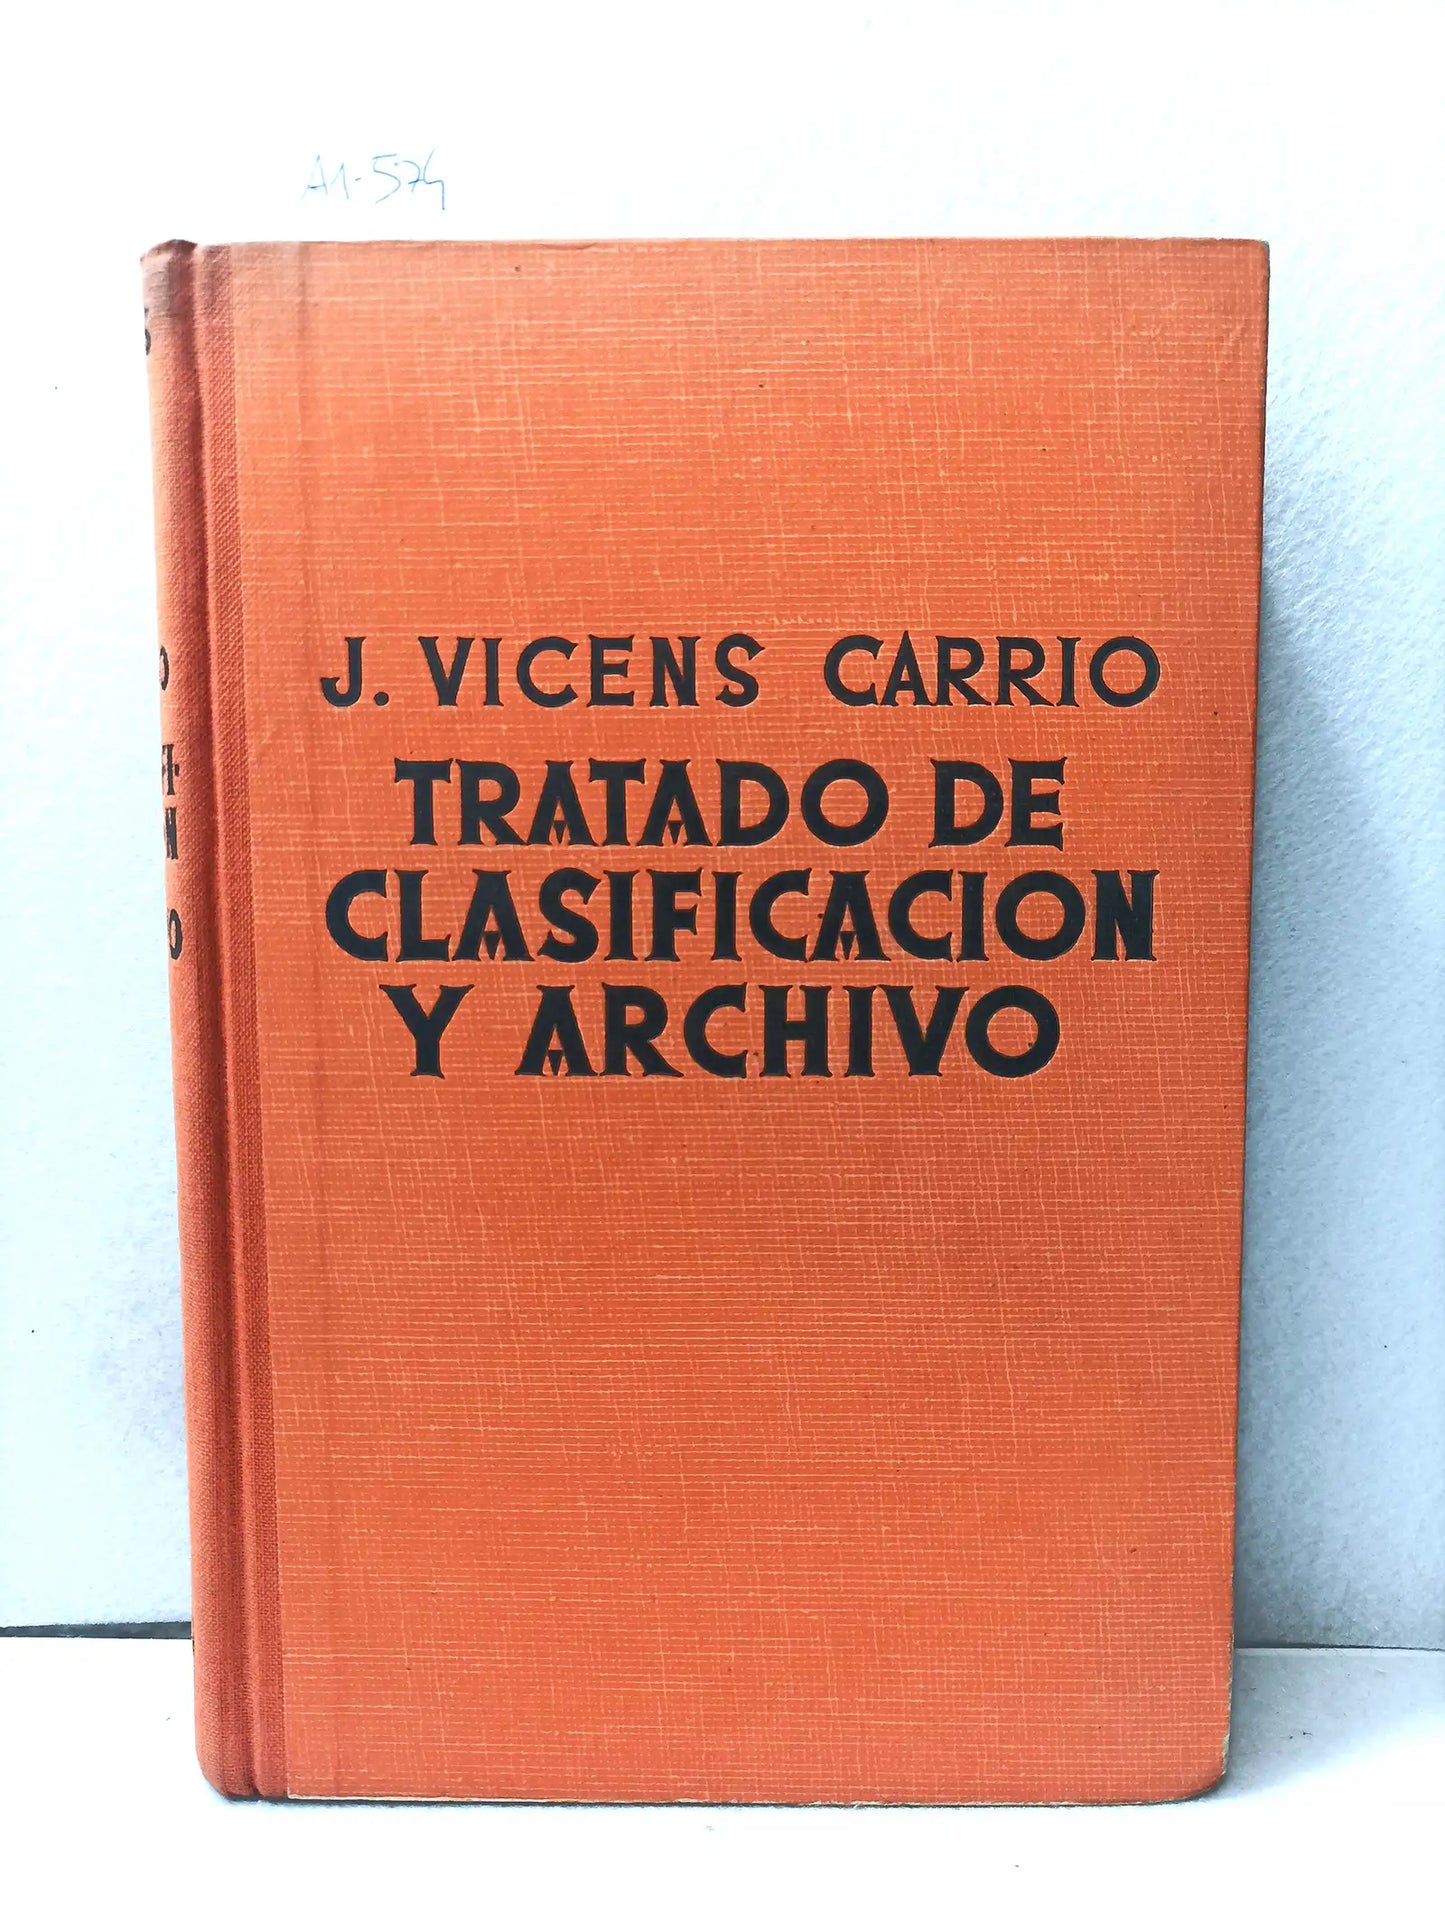 A1-574
J. VICENS CARRIO
TRATADO DE
CLASIFICACION
Y ARCHIVO